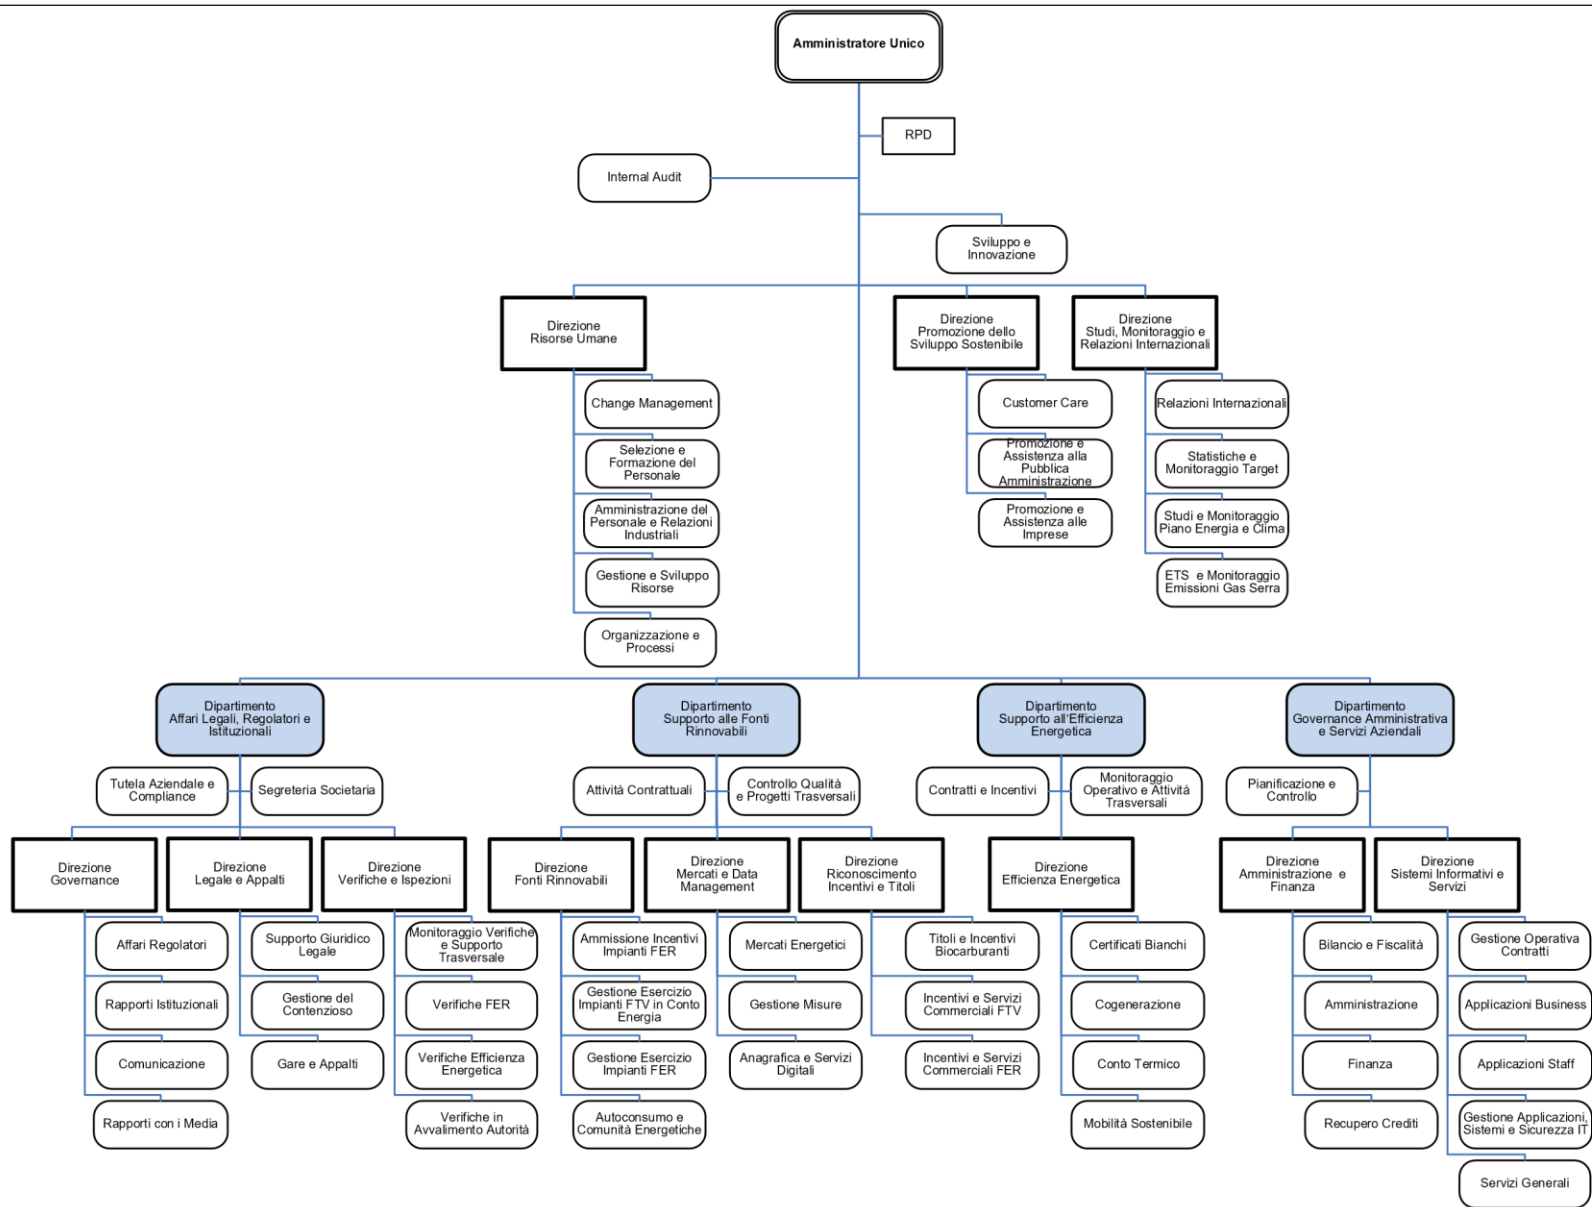 Amministratore Unico
RPD
Internal Audit
Sviluppo e
Innovazione
Direzione
Risorse Umane
Direzione
Promozione dello
Sviluppo Sostenibile
Direzione
Studi, Monitoraggio e
Relazioni Internazionali
Change Management
Selezione e
Formazione del
Personale
Amministrazione del
Personale e Relazioni
Industriali
Gestione e Sviluppo
Risorse
Organizzazione e
Processi
Customer Care
Promozione e
Assistenza alla
Pubblica
Amministrazione
Promozione e
Assistenza alle
Imprese
Relazioni Internazionali
Statistiche e
Monitoraggio Target
Studi e Monitoraggio
Piano Energia e Clima
ETS e Monitoraggio
Emissioni Gas Serra
Dipartimento
Affari Legali, Regolatori e
Istituzionali
Tutela Aziendale e
Compliance
Segreteria Societaria
Direzione
Governance
Affari Regolatori
Rapporti Istituzionali
Comunicazione
Rapporti con i Media
Direzione
Legale e Appalti
Supporto Giuridico
Legale
Gestione del
Contenzioso
Gare e Appalti
Direzione
Verifiche e Ispezioni
Monitoraggio Verifiche
e Supporto
Trasversale
Verifiche FER
Verifiche Efficienza
Energetica
Verifiche in
Avvalimento Autorità
Dipartimento
Supporto alle Fonti
Rinnovabili
Attività Contrattuali
Controllo Qualità
e Progetti Trasversali
Direzione
Fonti Rinnovabili
Ammissione Incentivi
Impianti FER
Gestione Esercizio
Impianti FTV in Conto
Energia
Gestione Esercizio
Impianti FER
Autoconsumo e
Comunità Energetiche
Direzione
Mercati e Data
Management
Mercati Energetici
Gestione Misure
Anagrafica e Servizi
Digitali
Direzione
Riconoscimento
Incentivi e Titoli
Titoli e Incentivi
Biocarburanti
Incentivi e Servizi
Commerciali FTV
Incentivi e Servizi
Commerciali FER
Dipartimento
Supporto all'Efficienza
Energetica
Contratti e Incentivi
Monitoraggio
Operativo e Attività
Trasversali
Direzione
Efficienza Energetica
Certificati Bianchi
Cogenerazione
Conto Termico
Mobilità Sostenibile
Dipartimento
Governance Amministrativa
e Servizi Aziendali
Pianificazione e
Controllo
Direzione
Amministrazione e
Finanza
Bilancio e Fiscalità
Amministrazione
Finanza
Recupero Crediti
Direzione
Sistemi Informativi e
Servizi
Gestione Operativa
Contratti
Applicazioni Business
Applicazioni Staff
Gestione Applicazioni,
Sistemi e Sicurezza IT
Servizi Generali